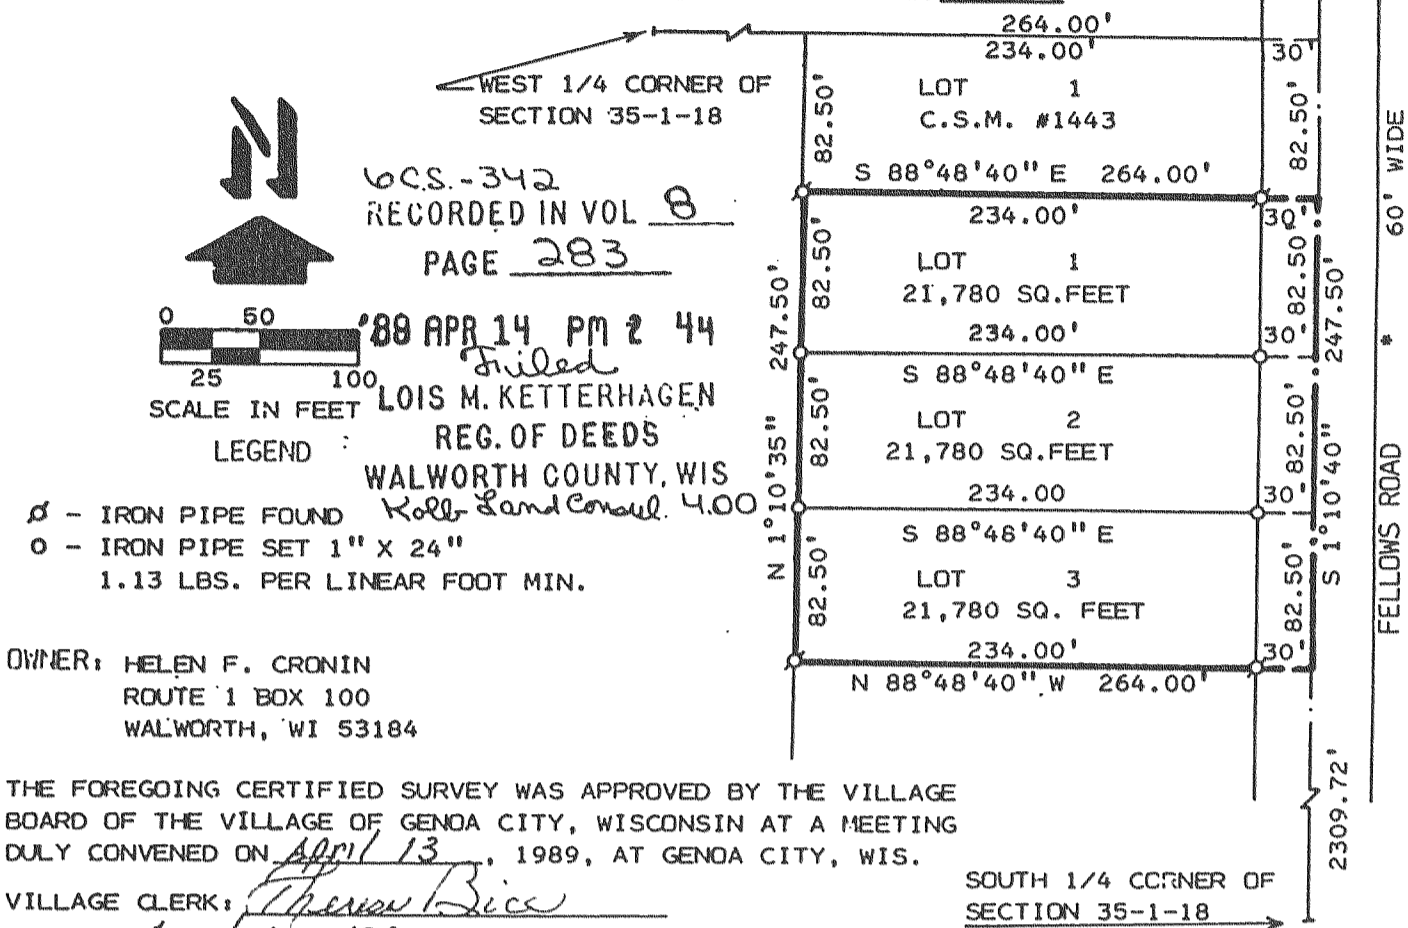 264.00'
234.00'
30'
WEST 1/4 CORNER OF
SECTION 35-1-18
82.50'
LOT 1
C.S.M. #1443
82.50'
S 88°48'40" E 264.00'
N
6C.S.-342
RECORDED IN VOL 8
PAGE 283
234.00'
30'
82.50'
LOT 1
21,780 SQ.FEET
82.50'
247.50'
247.50'
234.00'
30'
S 88°48'40" E
0 50
25 100
SCALE IN FEET
'88 APR 14 PM 2 44
LOIS M. KETTERHAGEN
REG. OF DEEDS
WALWORTH COUNTY, WIS
Kolb Land Consul. 4.00
82.50'
LOT 2
21,780 SQ.FEET
82.50'
234.00
30'
N 1°10'35"
S 1°10'40"
S 88°48'40" E
LEGEND :
Ø - IRON PIPE FOUND
O - IRON PIPE SET 1" X 24"
1.13 LBS. PER LINEAR FOOT MIN.
82.50'
LOT 3
21,780 SQ. FEET
82.50'
234.00'
30'
N 88°48'40" W 264.00'
FELLOWS ROAD * 60' WIDE
OWNER: HELEN F. CRONIN
ROUTE 1 BOX 100
WALWORTH, WI 53184
2309.72'
THE FOREGOING CERTIFIED SURVEY WAS APPROVED BY THE VILLAGE
BOARD OF THE VILLAGE OF GENOA CITY, WISCONSIN AT A MEETING
DULY CONVENED ON April 13, 1989, AT GENOA CITY, WIS.
VILLAGE CLERK:
SOUTH 1/4 CORNER OF
SECTION 35-1-18